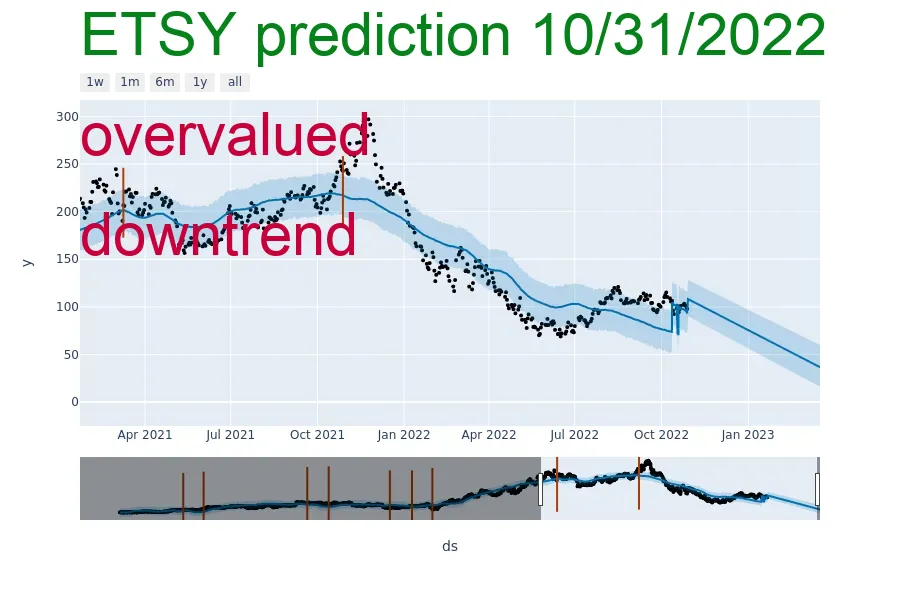 ETSY prediction 10/31/2022
1w 1m 6m 1y all
300
overvalued
250
200
downtrend
150
y
100
50
0
Apr 2021 Jul 2021 Oct 2021 Jan 2022 Apr 2022 Jul 2022 Oct 2022 Jan 2023
ds